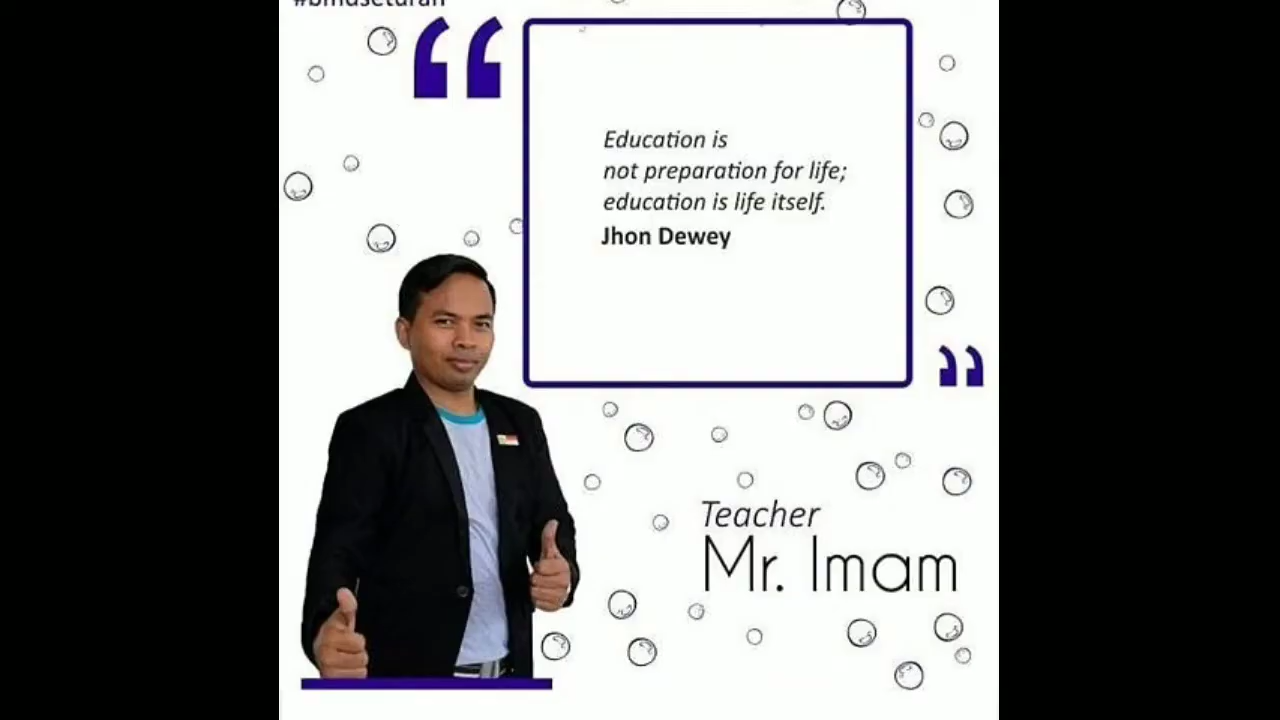 Education is
not preparation for life;
education is life itself.
Jhon Dewey
Teacher
Mr. Imam